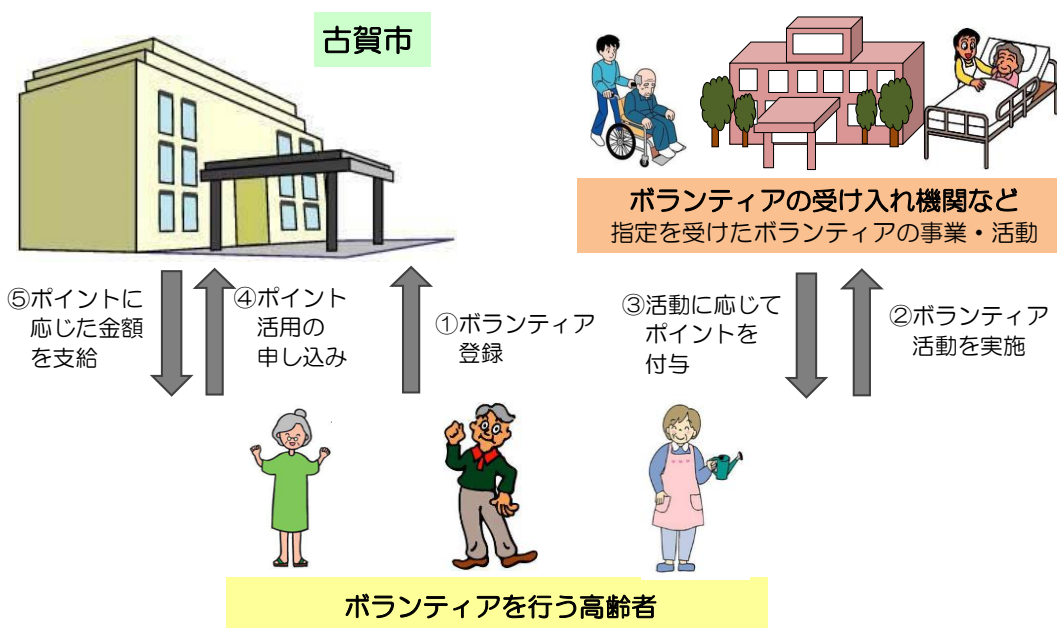 古賀市
ボランティアの受け入れ機関など
指定を受けたボランティアの事業・活動
⑤ポイントに
応じた金額
を支給
④ポイント
活用の
申し込み
①ボランティア
登録
③活動に応じて
ポイントを
付与
②ボランティア
活動を実施
ボランティアを行う高齢者